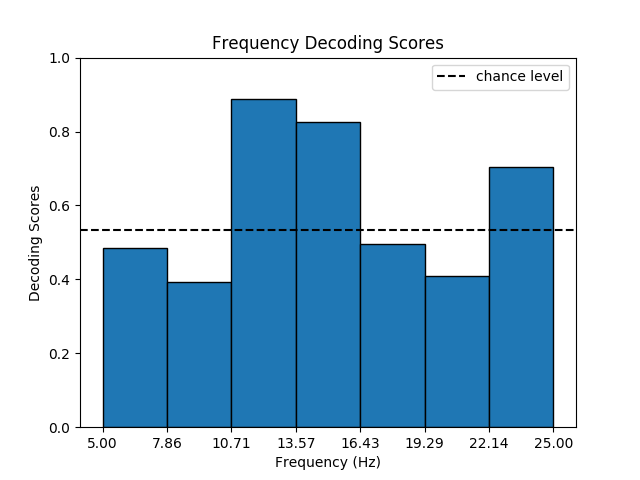 Frequency Decoding Scores
chance level
1.0
0.8
0.6
0.4
0.2
0.0
Decoding Scores
5.00 7.86 10.71 13.57 16.43 19.29 22.14 25.00
Frequency (Hz)